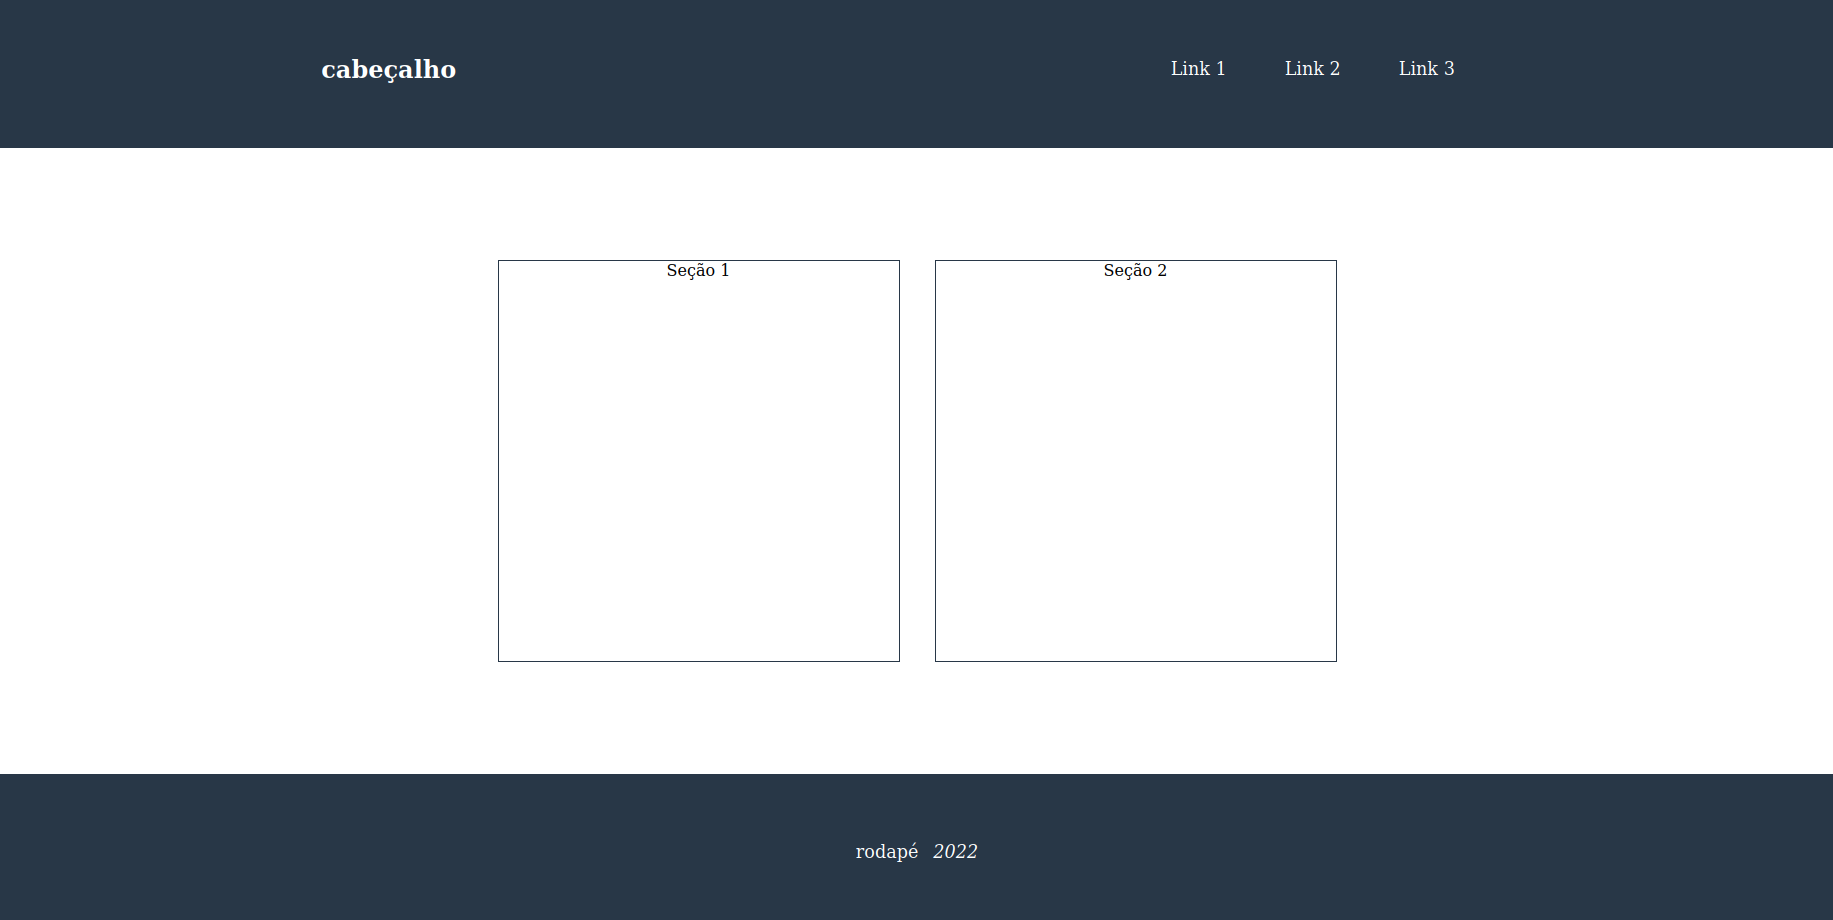 cabeçalho
Link 1 Link 2 Link 3
Seção 1
Seção 2
rodapé 2022